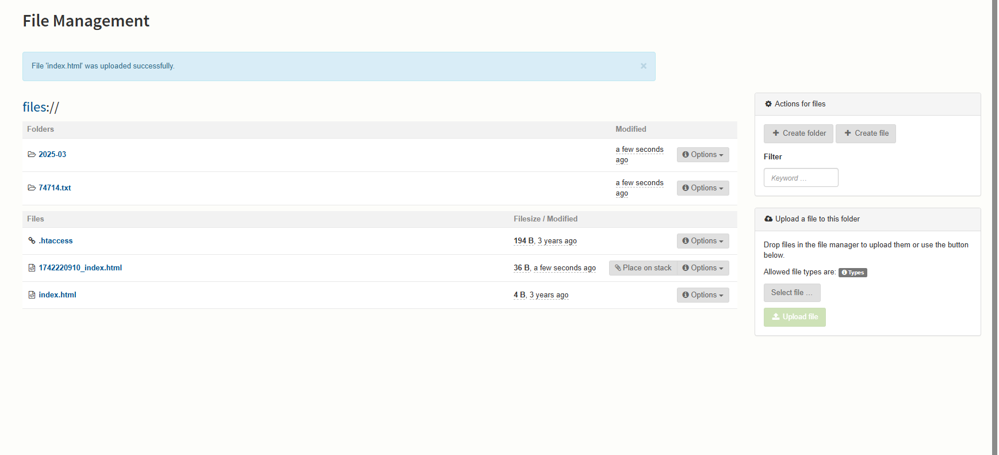 File Management
File 'index.html' was uploaded successfully.
×
files://
Folders Modified
2025-03 a few seconds ago Options
74714.txt a few seconds ago Options
Files Filesize / Modified
.htaccess 194 B, 3 years ago Options
1742220910_index.html 36 B, a few seconds ago Place on stack Options
index.html 4 B, 3 years ago Options
Actions for files
Create folder Create file
Filter
Keyword …
Upload a file to this folder
Drop files in the file manager to upload them or use the button
below.
Allowed file types are: Types
Select file …
Upload file